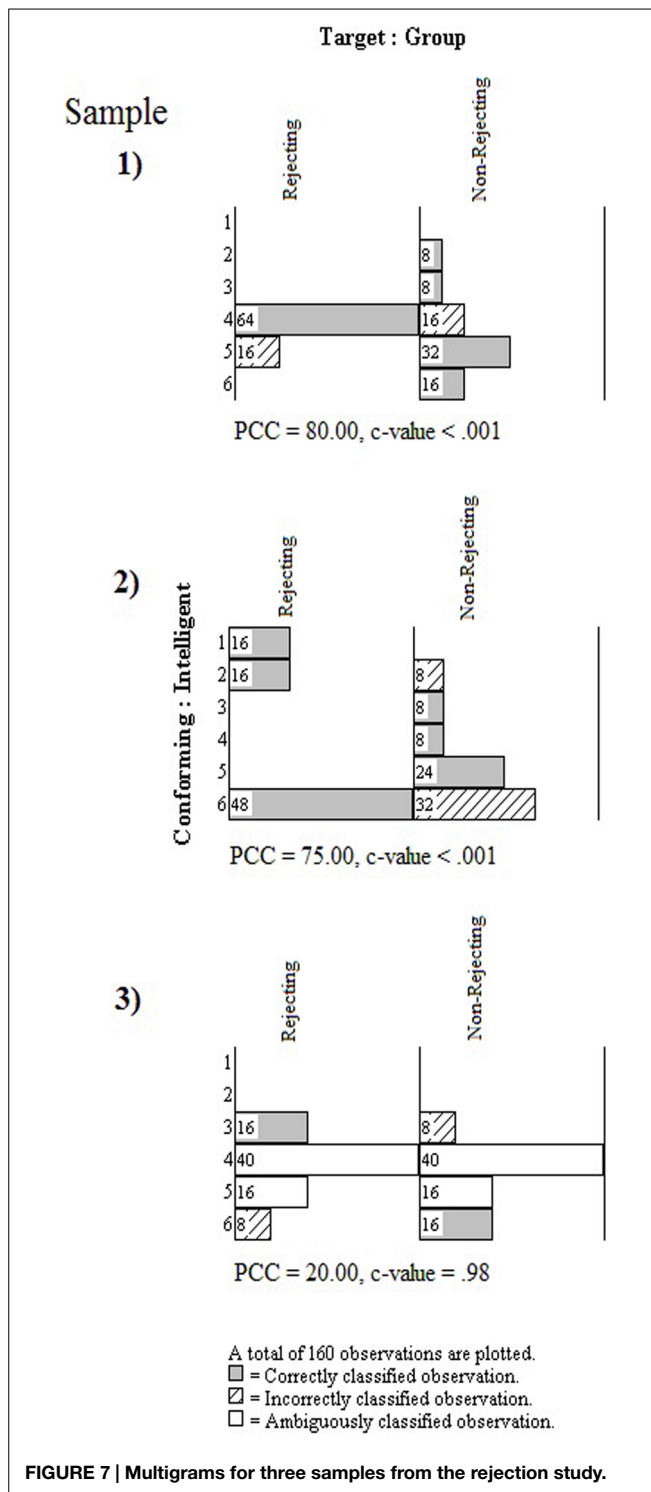 Target : Group
Sample
1)
Rejecting
Non-Rejecting
1
2 8
3 8
4 64 16
5 16 32
6 16
PCC = 80.00, c-value < .001
2)
Rejecting
Non-Rejecting
Conforming : Intelligent
1 16
2 16 8
3 8
4 8
5 24
6 48 32
PCC = 75.00, c-value < .001
3)
Rejecting
Non-Rejecting
1
2
3 16 8
4 40 40
5 16 16
6 8 16
PCC = 20.00, c-value = .98
A total of 160 observations are plotted.
= Correctly classified observation.
= Incorrectly classified observation.
= Ambiguously classified observation.
FIGURE 7 | Multigrams for three samples from the rejection study.